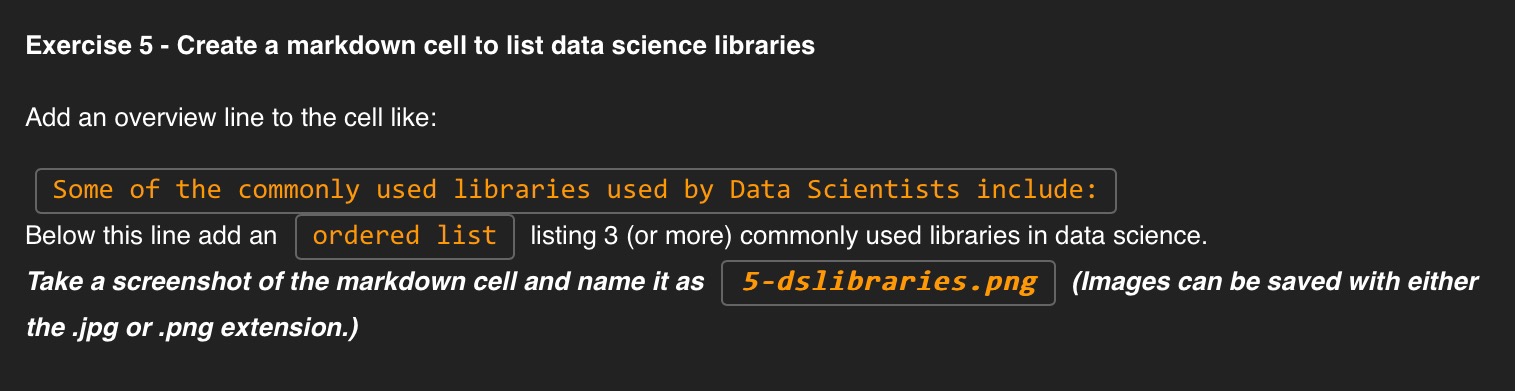 Exercise 5 - Create a markdown cell to list data science libraries
Add an overview line to the cell like:
Some of the commonly used libraries used by Data Scientists include:
Below this line add an ordered list listing 3 (or more) commonly used libraries in data science.
Take a screenshot of the markdown cell and name it as 5-dslibraries.png (Images can be saved with either
the .jpg or .png extension.)